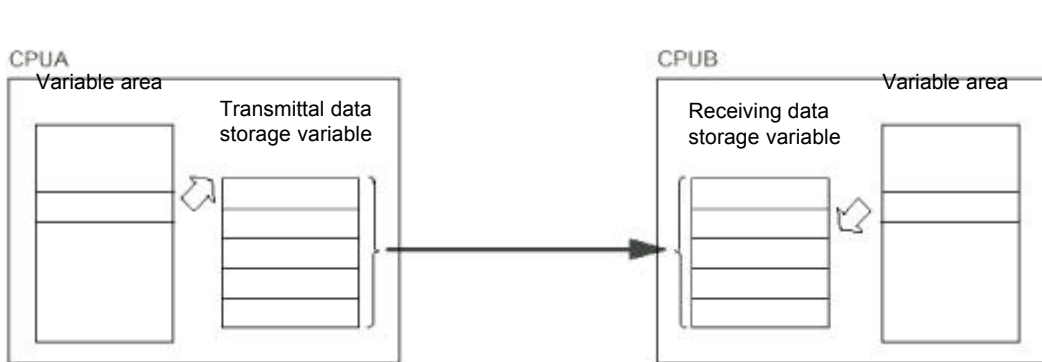 CPUA
Variable area
Transmittal data
storage variable
CPUB
Variable area
Receiving data
storage variable